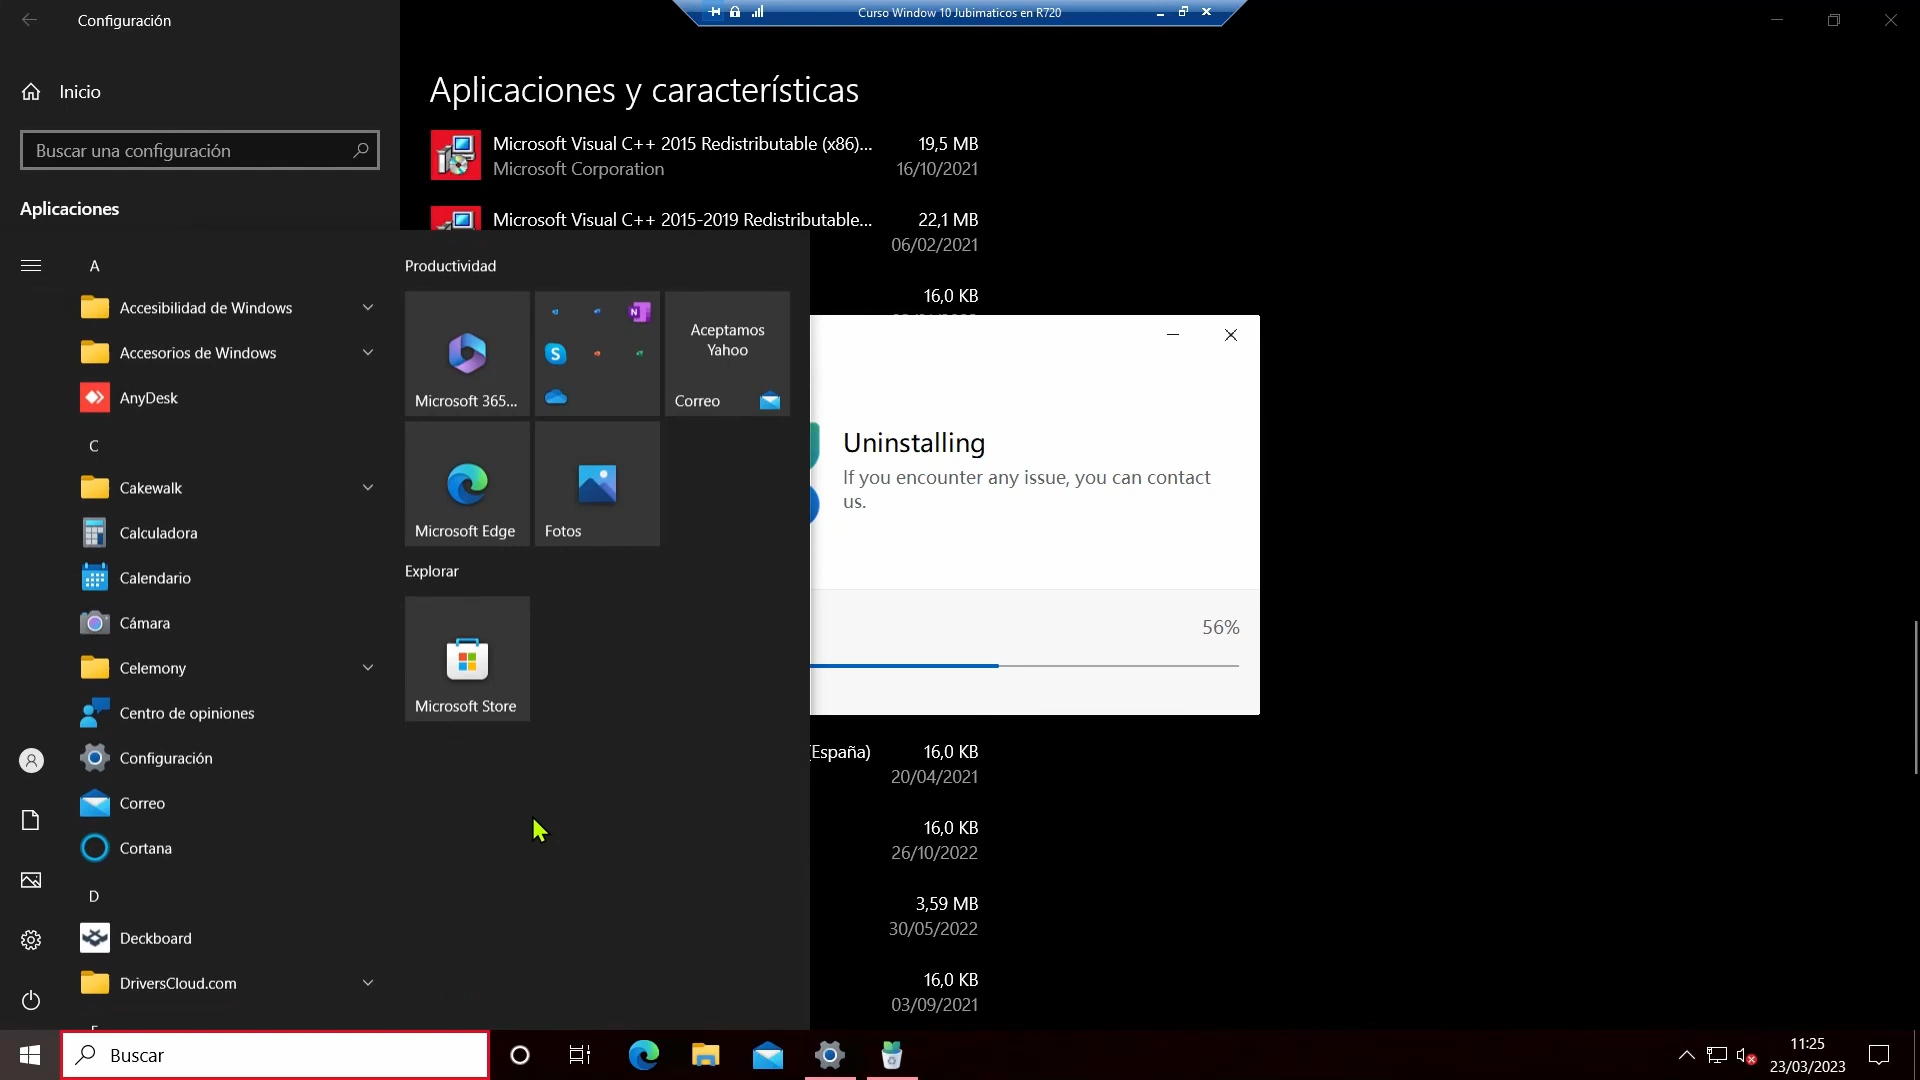 Configuración
Curso Window 10 Jubimaticos en R720
Inicio
Buscar una configuración
Aplicaciones
Aplicaciones y características
Microsoft Visual C++ 2015 Redistributable (x86)... 19,5 MB
Microsoft Corporation 16/10/2021
Microsoft Visual C++ 2015-2019 Redistributable... 22,1 MB
06/02/2021
16,0 KB
A
Accesibilidad de Windows
Accesorios de Windows
AnyDesk
C
Cakewalk
Calculadora
Calendario
Cámara
Celemony
Centro de opiniones
Configuración
Correo
Cortana
D
Deckboard
DriversCloud.com
Productividad
Microsoft 365...
Aceptamos
Yahoo
Correo
Microsoft Edge
Fotos
Explorar
Microsoft Store
Uninstalling
If you encounter any issue, you can contact
us.
56%
(España) 16,0 KB
20/04/2021
16,0 KB
26/10/2022
3,59 MB
30/05/2022
16,0 KB
03/09/2021
Buscar
11:25
23/03/2023